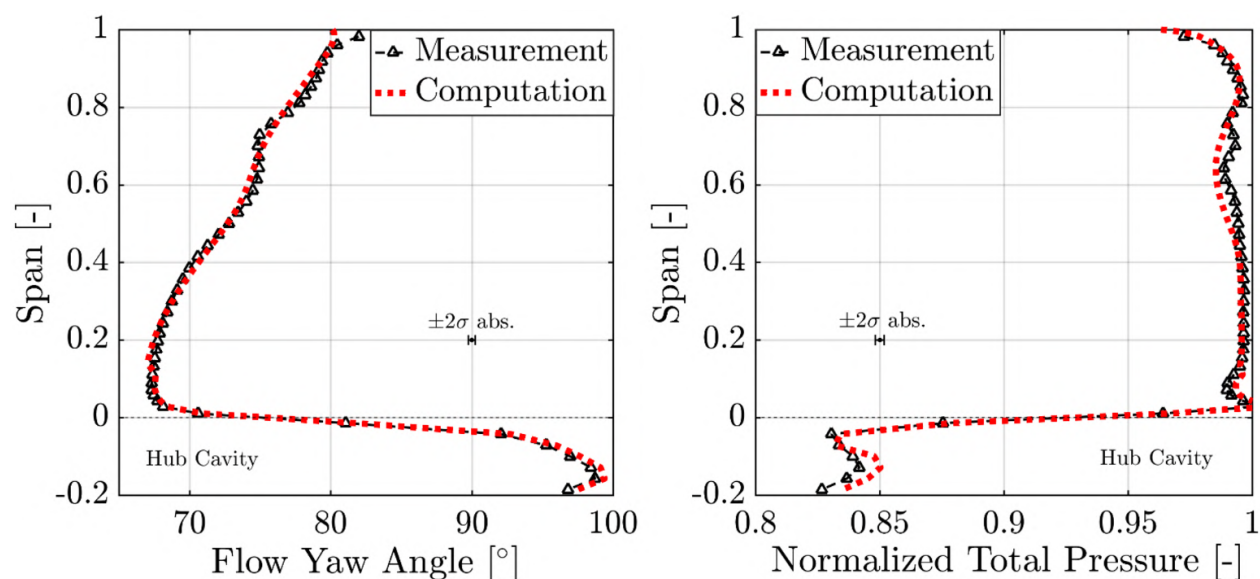 1
0.8
0.6
0.4
0.2
0
-0.2
Span [-]
Measurement
Computation
±2σ abs.
Hub Cavity
70 80 90 100
Flow Yaw Angle [°]
1
0.8
0.6
0.4
0.2
0
-0.2
Span [-]
Measurement
Computation
±2σ abs.
Hub Cavity
0.8 0.85 0.9 0.95 1
Normalized Total Pressure [-]